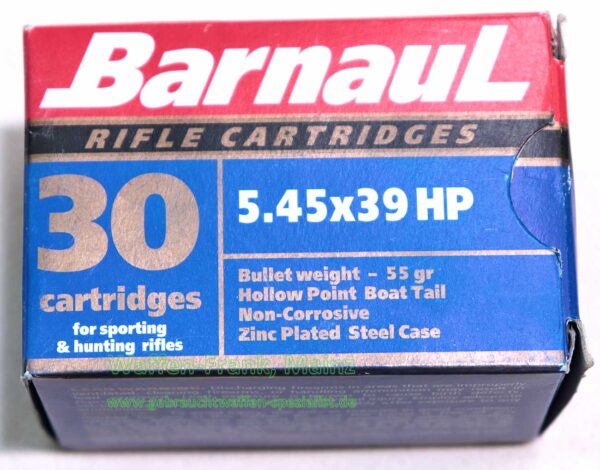 BarnauL
RIFLE CARTRIDGES
30
cartridges
for sporting
& hunting rifles
5.45x39 HP
Bullet weight – 55 gr
Hollow Point Boat Tail
Non-Corrosive
Zinc Plated Steel Case
Waffen Frank, Mainz
www.gebrauchtwaffen-spezialist.de